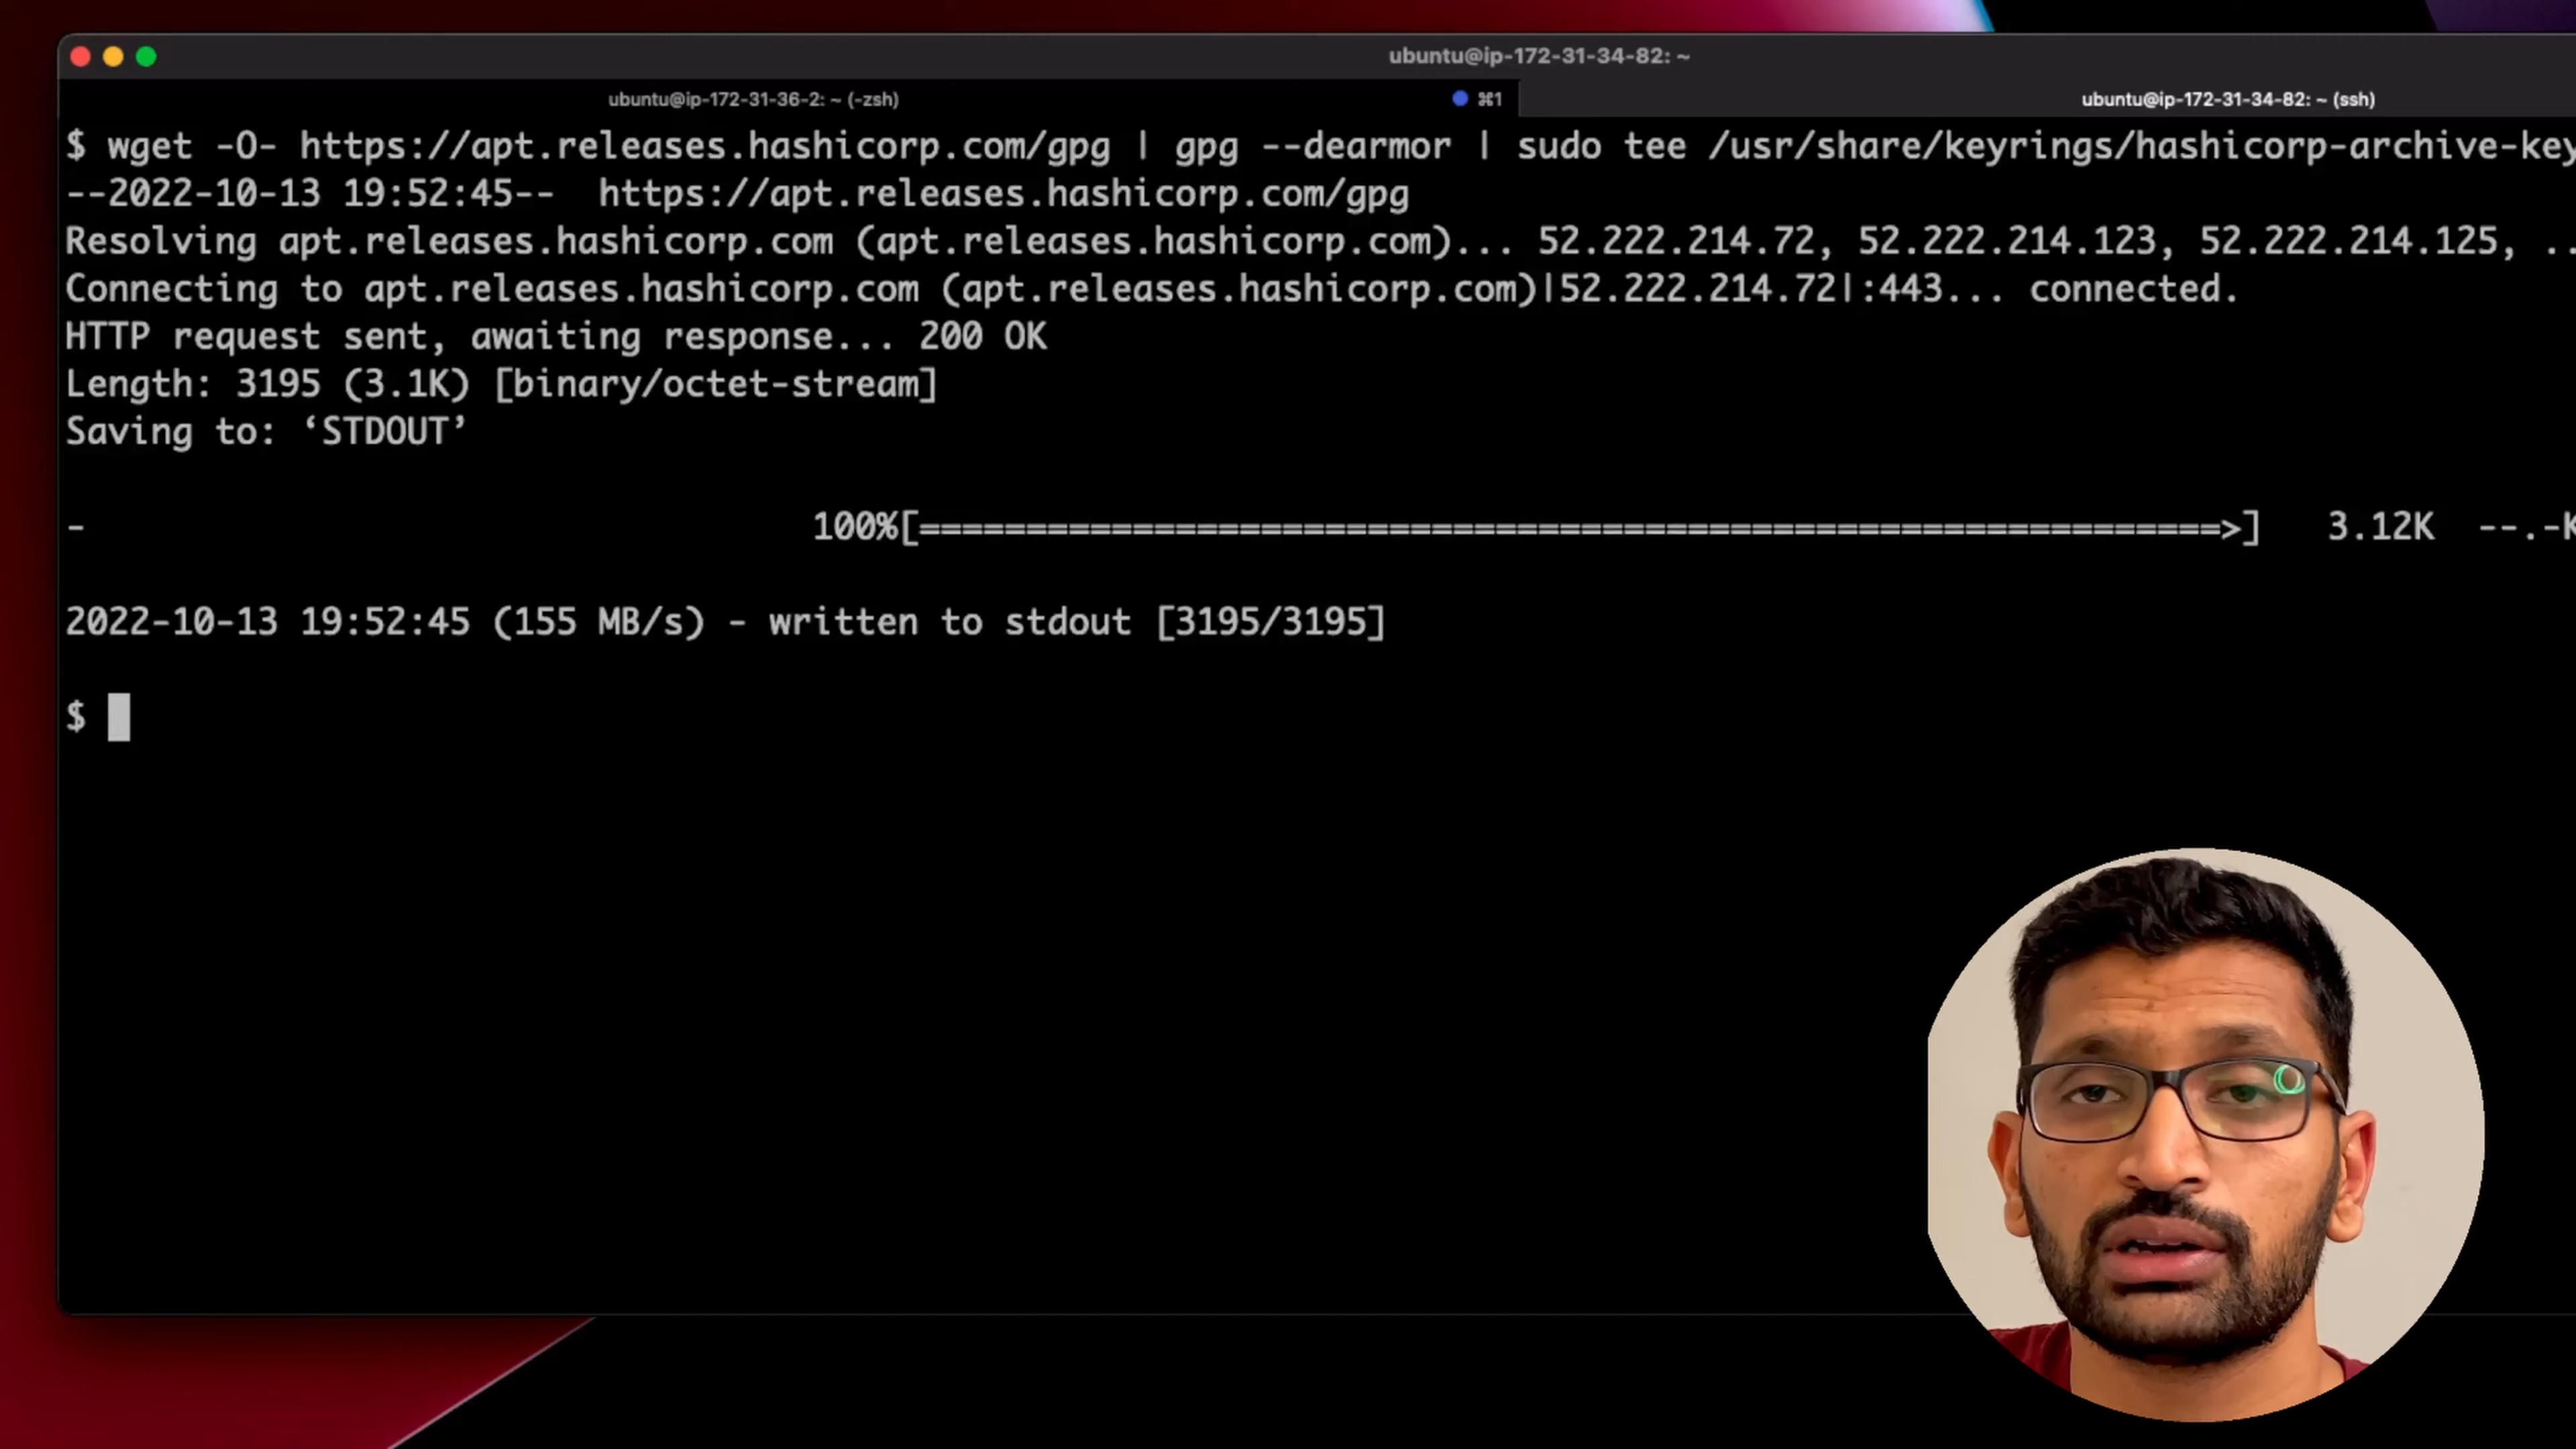 ubuntu@ip-172-31-34-82: ~
ubuntu@ip-172-31-36-2: ~ (-zsh) ⌘1 ubuntu@ip-172-31-34-82: ~ (ssh)
$ wget -O- https://apt.releases.hashicorp.com/gpg | gpg --dearmor | sudo tee /usr/share/keyrings/hashicorp-archive-key
--2022-10-13 19:52:45--  https://apt.releases.hashicorp.com/gpg
Resolving apt.releases.hashicorp.com (apt.releases.hashicorp.com)... 52.222.214.72, 52.222.214.123, 52.222.214.125, ..
Connecting to apt.releases.hashicorp.com (apt.releases.hashicorp.com)|52.222.214.72|:443... connected.
HTTP request sent, awaiting response... 200 OK
Length: 3195 (3.1K) [binary/octet-stream]
Saving to: ‘STDOUT’
- 100%[=============================================================>] 3.12K --.-K
2022-10-13 19:52:45 (155 MB/s) - written to stdout [3195/3195]
$